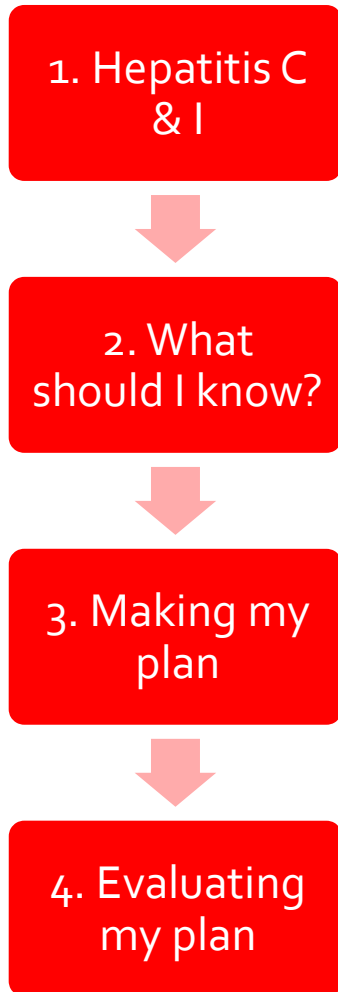 1. Hepatitis C
& I
2. What
should I know?
3. Making my
plan
4. Evaluating
my plan